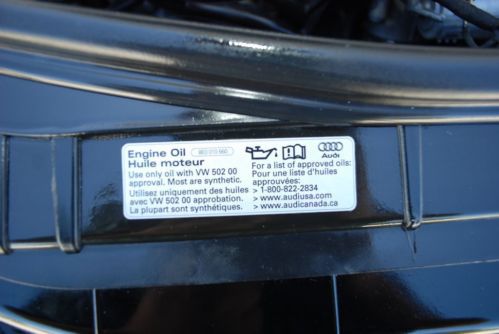 Engine Oil
Huile moteur
Use only oil with VW 502 00
approval. Most are synthetic.
Utilisez uniquement des huiles
avec VW 502 00 approbation.
La plupart sont synthétiques.
Audi
For a list of approved oils:
Pour une liste d'huiles
approuvées:
> 1-800-822-2834
> www.audiusa.com
> www.audicanada.ca